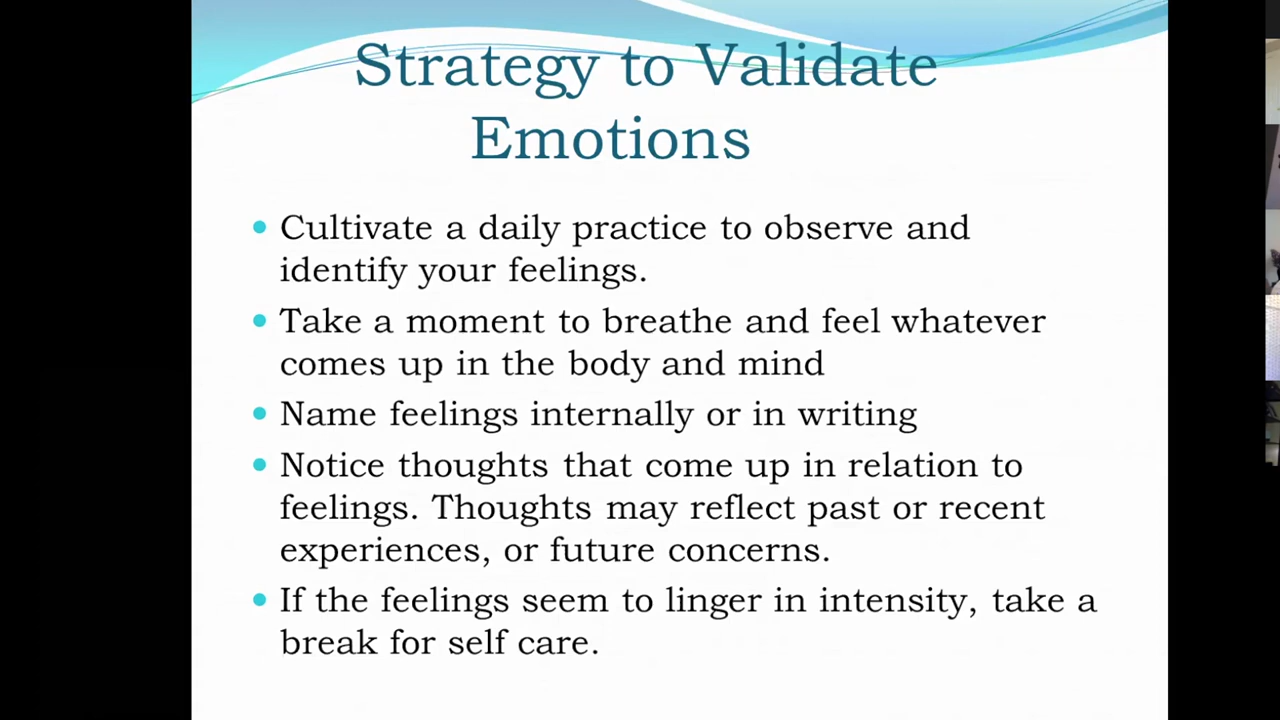 Strategy to Validate
Emotions
• Cultivate a daily practice to observe and
identify your feelings.
• Take a moment to breathe and feel whatever
comes up in the body and mind
• Name feelings internally or in writing
• Notice thoughts that come up in relation to
feelings. Thoughts may reflect past or recent
experiences, or future concerns.
• If the feelings seem to linger in intensity, take a
break for self care.